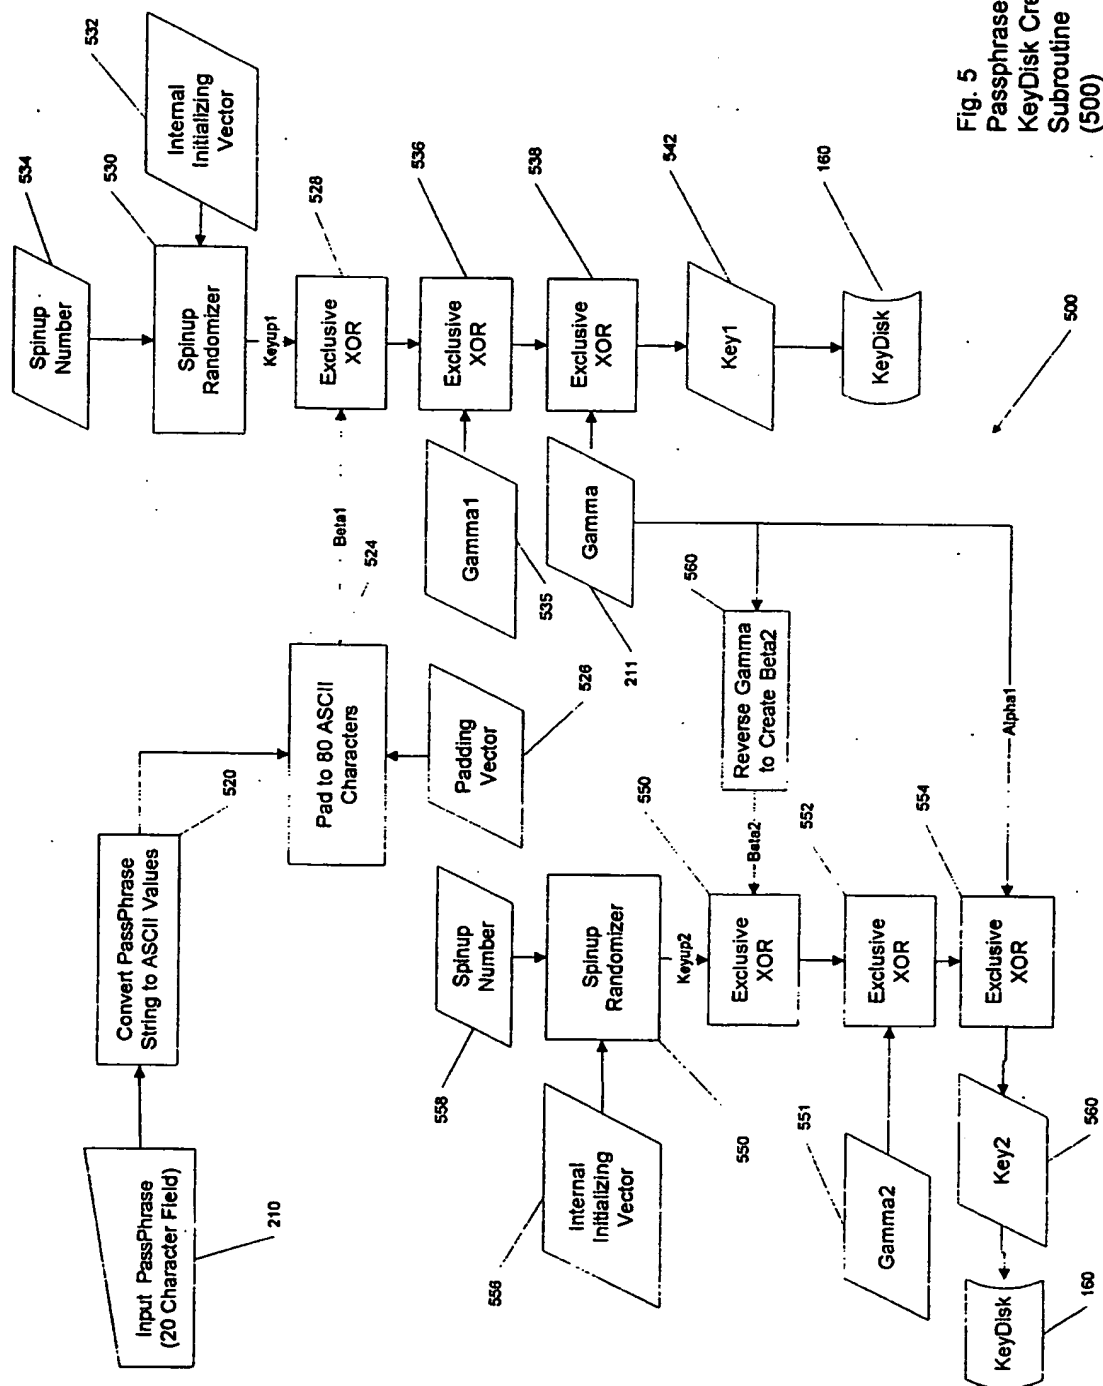 Input PassPhrase
(20 Character Field)
210
Convert PassPhrase
String to ASCII Values
520
Pad to 80 ASCII
Characters
524
Beta1
Padding
Vector
526
Spinup
Number
534
Internal
Initializing
Vector
532
Spinup
Randomizer
530
Keyup1
Exclusive
XOR
528
Gamma1
535
Exclusive
XOR
536
Gamma
211
Exclusive
XOR
538
Key1
542
KeyDisk
160
500
Spinup
Number
558
Internal
Initializing
Vector
556
Spinup
Randomizer
550
Keyup2
Reverse Gamma
to Create Beta2
560
Beta2
Exclusive
XOR
550
Gamma2
551
Exclusive
XOR
552
Alpha1
Exclusive
XOR
554
Key2
560
KeyDisk
160
Fig. 5
Passphrase
KeyDisk Cre
Subroutine
(500)